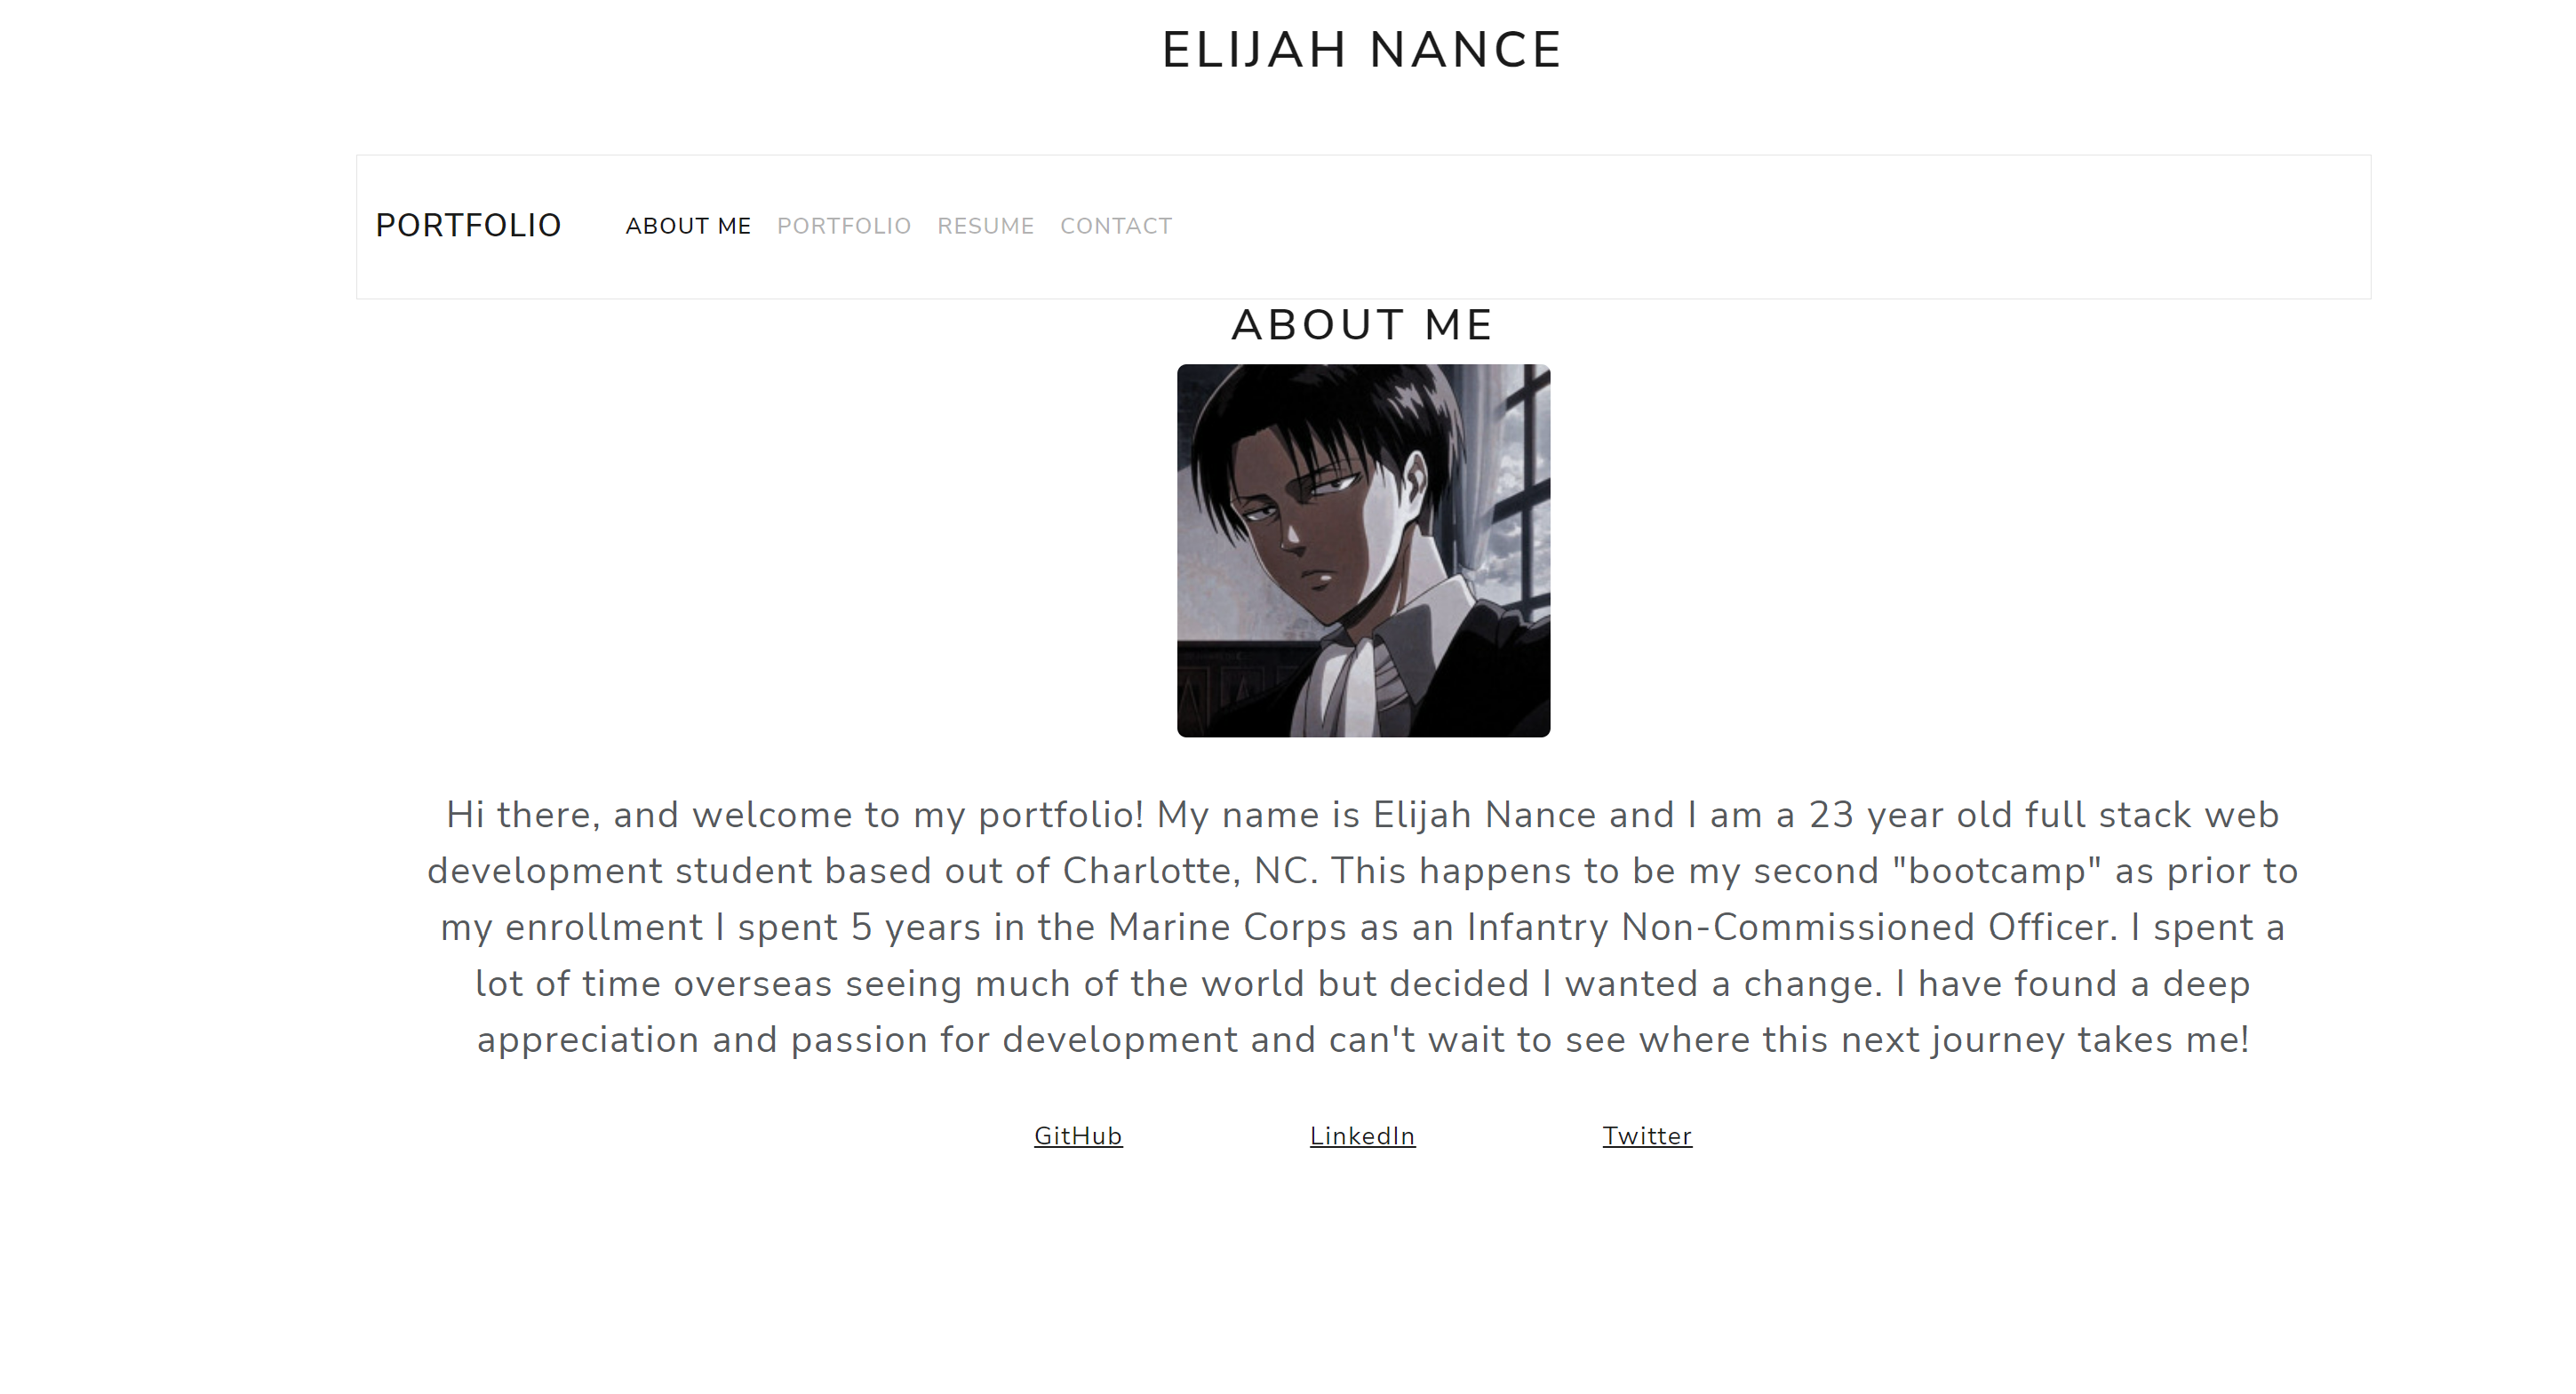 ELIJAH NANCE
PORTFOLIO ABOUT ME PORTFOLIO RESUME CONTACT
ABOUT ME
Hi there, and welcome to my portfolio! My name is Elijah Nance and I am a 23 year old full stack web
development student based out of Charlotte, NC. This happens to be my second "bootcamp" as prior to
my enrollment I spent 5 years in the Marine Corps as an Infantry Non-Commissioned Officer. I spent a
lot of time overseas seeing much of the world but decided I wanted a change. I have found a deep
appreciation and passion for development and can't wait to see where this next journey takes me!
GitHub LinkedIn Twitter